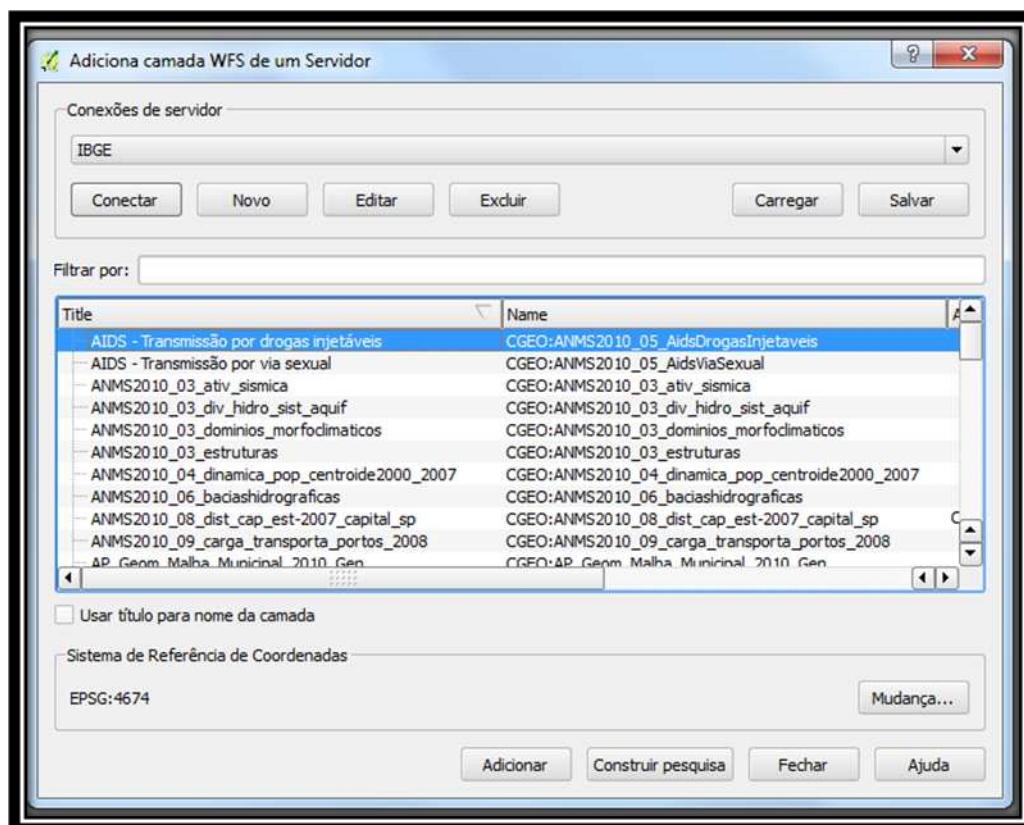 Adiciona camada WFS de um Servidor
Conexões de servidor
IBGE
Conectar Novo Editar Excluir Carregar Salvar
Filtrar por:
Title Name A
AIDS - Transmissão por drogas injetáveis CGEO:ANMS2010_05_AidsDrogasInjetaveis
AIDS - Transmissão por via sexual CGEO:ANMS2010_05_AidsViaSexual
ANMS2010_03_ativ_sismica CGEO:ANMS2010_03_ativ_sismica
ANMS2010_03_div_hidro_sist_aquif CGEO:ANMS2010_03_div_hidro_sist_aquif
ANMS2010_03_dominios_morfoclimaticos CGEO:ANMS2010_03_dominios_morfoclimaticos
ANMS2010_03_estruturas CGEO:ANMS2010_03_estruturas
ANMS2010_04_dinamica_pop_centroide2000_2007 CGEO:ANMS2010_04_dinamica_pop_centroide2000_2007
ANMS2010_06_baciashidrograficas CGEO:ANMS2010_06_baciashidrograficas
ANMS2010_08_dist_cap_est-2007_capital_sp CGEO:ANMS2010_08_dist_cap_est-2007_capital_sp C
ANMS2010_09_carga_transporta_portos_2008 CGEO:ANMS2010_09_carga_transporta_portos_2008
AP_Geom_Malha_Municipal_2010_Gen CGEO:AP_Geom_Malha_Municipal_2010_Gen
Usar título para nome da camada
Sistema de Referência de Coordenadas
EPSG:4674 Mudança...
Adicionar Construir pesquisa Fechar Ajuda